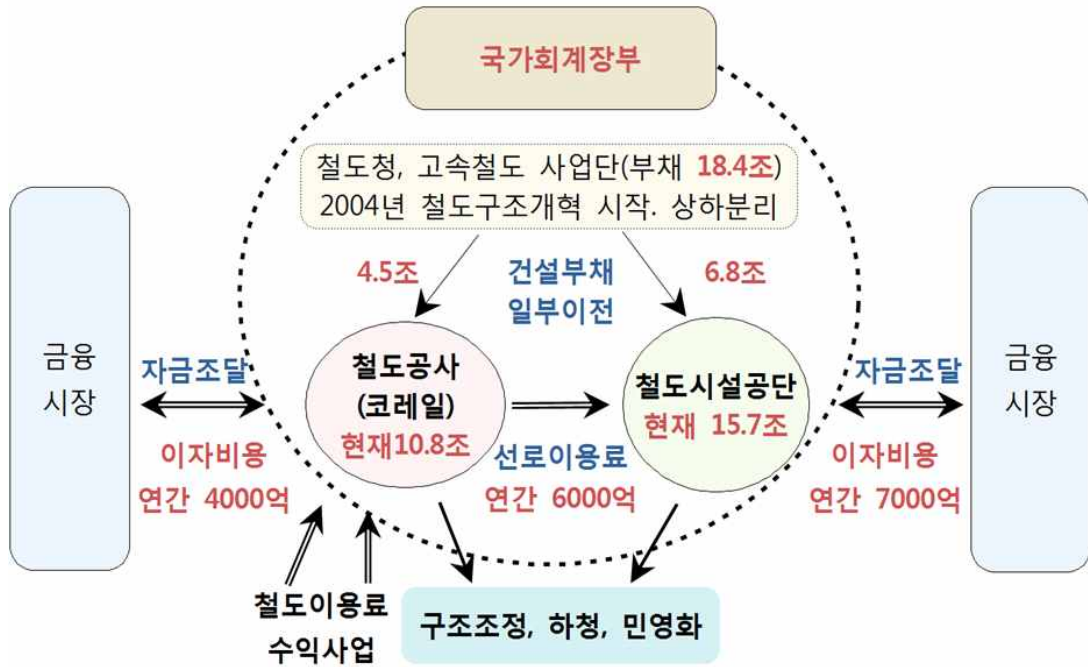 국가회계장부
철도청, 고속철도 사업단(부채 18.4조)
2004년 철도구조개혁 시작. 상하분리
4.5조
건설부채
일부이전
6.8조
금융
시장
자금조달
이자비용
연간 4000억
철도공사
(코레일)
현재10.8조
선로이용료
연간 6000억
철도시설공단
현재 15.7조
자금조달
이자비용
연간 7000억
금융
시장
철도이용료
수익사업
구조조정, 하청, 민영화